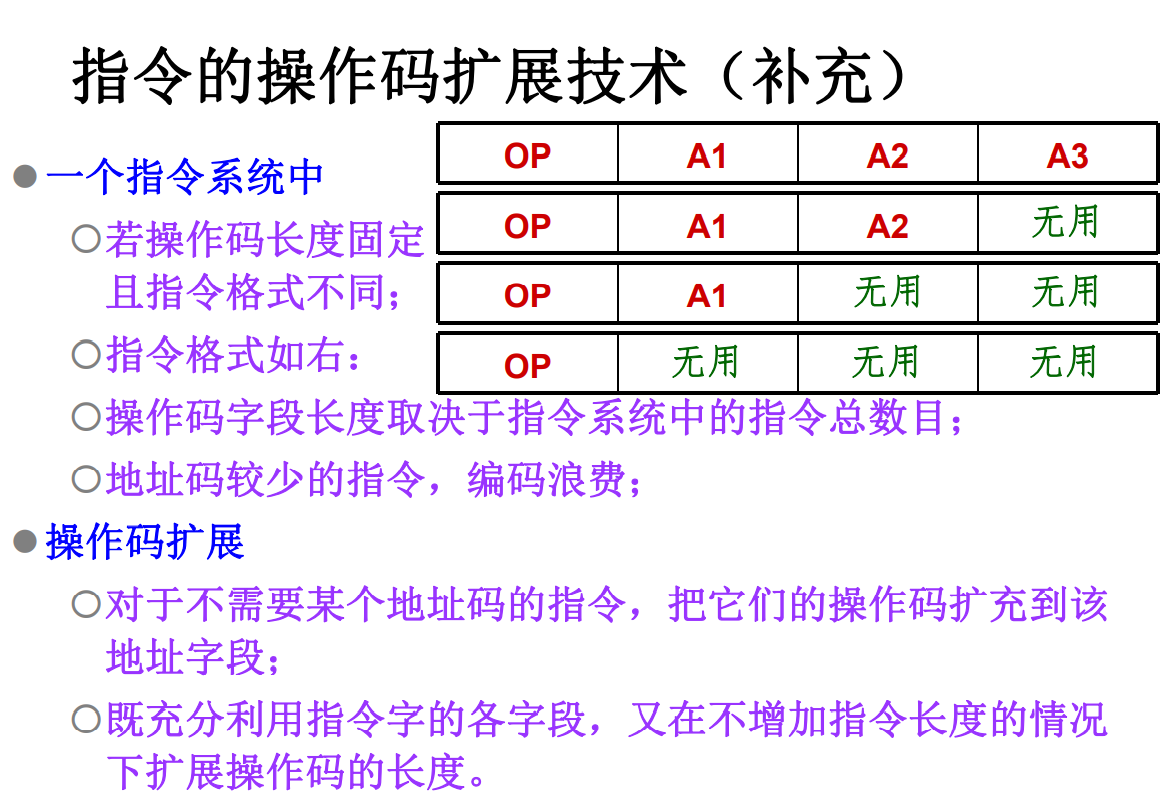 指令的操作码扩展技术（补充）
OP A1 A2 A3
一个指令系统中
OP A1 A2 无用
若操作码长度固定
且指令格式不同；
OP A1 无用 无用
指令格式如右：
OP 无用 无用 无用
操作码字段长度取决于指令系统中的指令总数目；
地址码较少的指令，编码浪费；
操作码扩展
对于不需要某个地址码的指令，把它们的操作码扩充到该
地址字段；
既充分利用指令字的各字段，又在不增加指令长度的情况
下扩展操作码的长度。